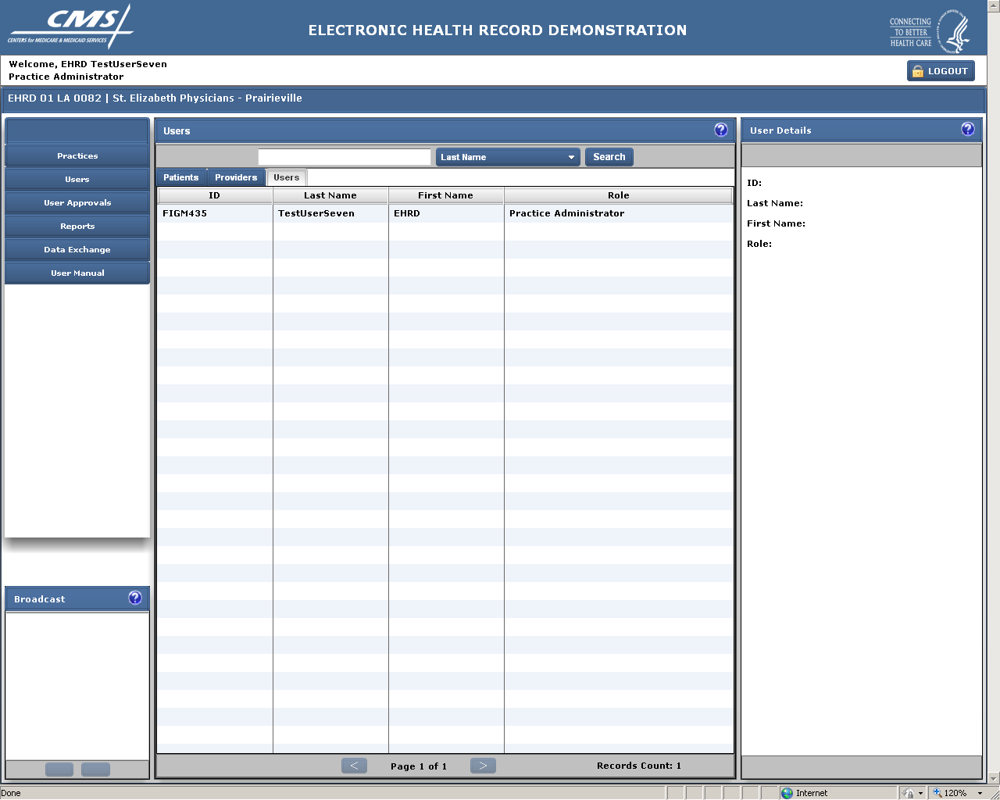 CMS
CENTERS for MEDICARE & MEDICAID SERVICES
ELECTRONIC HEALTH RECORD DEMONSTRATION
CONNECTING
TO BETTER
HEALTH CARE
Welcome, EHRD TestUserSeven
Practice Administrator
LOGOUT
EHRD 01 LA 0082 | St. Elizabeth Physicians - Prairieville
Practices
Users
User Approvals
Reports
Data Exchange
User Manual
Broadcast
Users
Last Name
Search
Patients Providers Users
ID Last Name First Name Role
FIGM435 TestUserSeven EHRD Practice Administrator
< Page 1 of 1 > Records Count: 1
User Details
ID:
Last Name:
First Name:
Role:
Done
Internet
120%